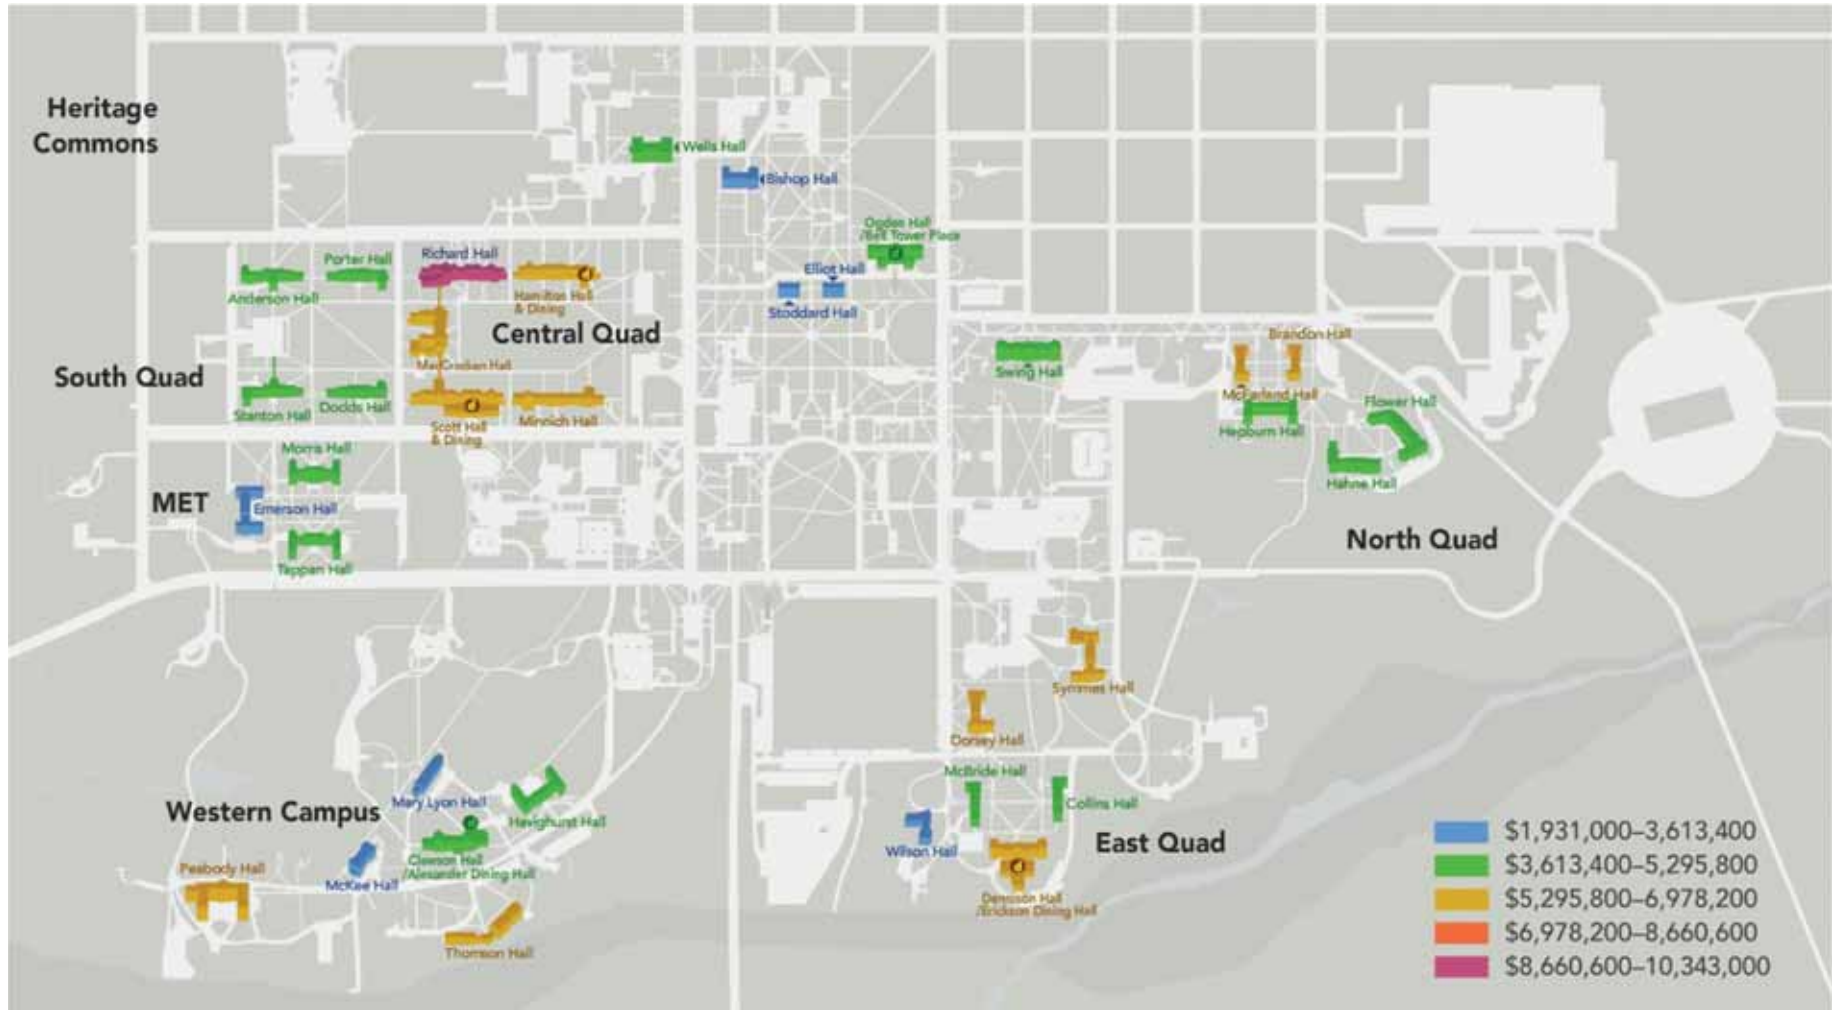 Heritage
Commons
Wells Hall
Bishop Hall
Ogden Hall
/Bell Tower Place
Elliot Hall
Stoddard Hall
Porter Hall
Anderson Hall
Richard Hall
Hamilton Hall
& Dining
Central Quad
MacCracken Hall
South Quad
Stanton Hall
Dodds Hall
Scott Hall
& Dining
Minnich Hall
Swing Hall
Brandon Hall
McFarland Hall
Hepburn Hall
Flower Hall
Hahne Hall
North Quad
Morris Hall
MET
Emerson Hall
Tappan Hall
Symmes Hall
Dorsey Hall
McBride Hall
Collins Hall
Wilson Hall
East Quad
Dennison Hall
/Erickson Dining Hall
Western Campus
Mary Lyon Hall
Havighurst Hall
Clawson Hall
/Alexander Dining Hall
McKee Hall
Peabody Hall
Thomson Hall
$1,931,000–3,613,400
$3,613,400–5,295,800
$5,295,800–6,978,200
$6,978,200–8,660,600
$8,660,600–10,343,000